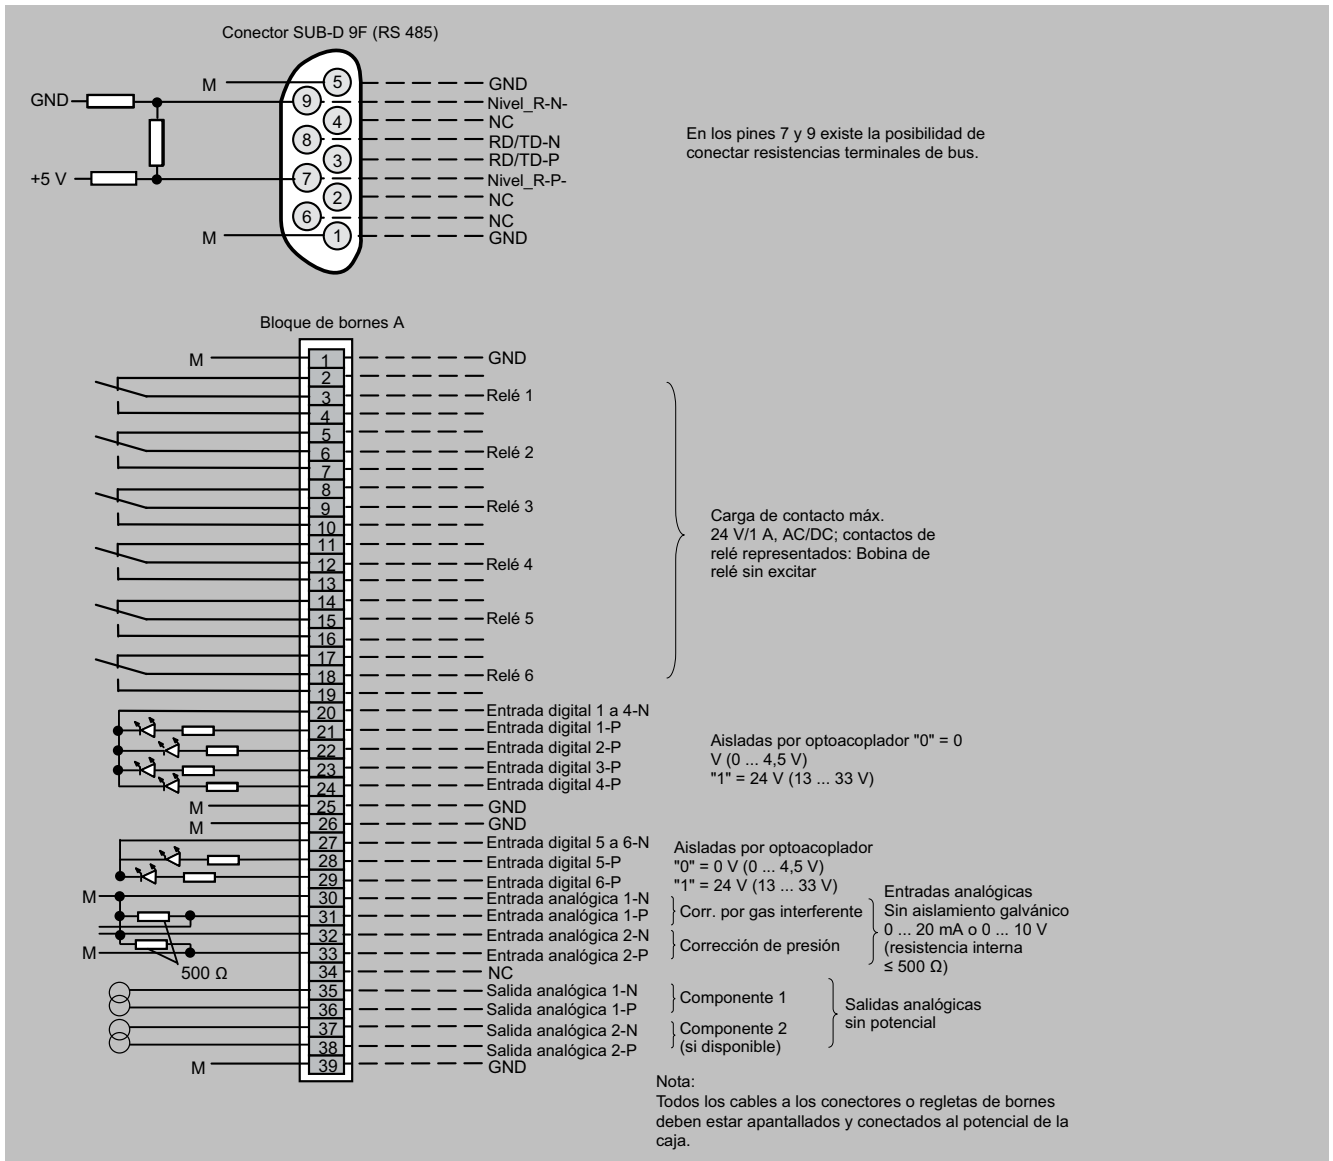 Conector SUB-D 9F (RS 485)
M 5 GND
GND 9 Nivel_R-N-
4 NC
8 RD/TD-N
3 RD/TD-P
+5 V 7 Nivel_R-P-
2 NC
6 NC
M 1 GND
En los pines 7 y 9 existe la posibilidad de
conectar resistencias terminales de bus.
Bloque de bornes A
M 1 GND
2
3 Relé 1
4
5
6 Relé 2
7
8
9 Relé 3
10
11
12 Relé 4
13
14
15 Relé 5
16
17
18 Relé 6
19
Carga de contacto máx.
24 V/1 A, AC/DC; contactos de
relé representados: Bobina de
relé sin excitar
20 Entrada digital 1 a 4-N
21 Entrada digital 1-P
22 Entrada digital 2-P
23 Entrada digital 3-P
24 Entrada digital 4-P
Aisladas por optoacoplador "0" = 0
V (0 ... 4,5 V)
"1" = 24 V (13 ... 33 V)
M 25 GND
M 26 GND
27 Entrada digital 5 a 6-N
28 Entrada digital 5-P
29 Entrada digital 6-P
Aisladas por optoacoplador
"0" = 0 V (0 ... 4,5 V)
"1" = 24 V (13 ... 33 V)
M 30 Entrada analógica 1-N
31 Entrada analógica 1-P
Corr. por gas interferente
32 Entrada analógica 2-N
M 33 Entrada analógica 2-P
Corrección de presión
500 Ω
Entradas analógicas
Sin aislamiento galvánico
0 ... 20 mA o 0 ... 10 V
(resistencia interna
≤ 500 Ω)
34 NC
35 Salida analógica 1-N
36 Salida analógica 1-P
Componente 1
37 Salida analógica 2-N
38 Salida analógica 2-P
Componente 2
(si disponible)
Salidas analógicas
sin potencial
M 39 GND
Nota:
Todos los cables a los conectores o regletas de bornes
deben estar apantallados y conectados al potencial de la
caja.